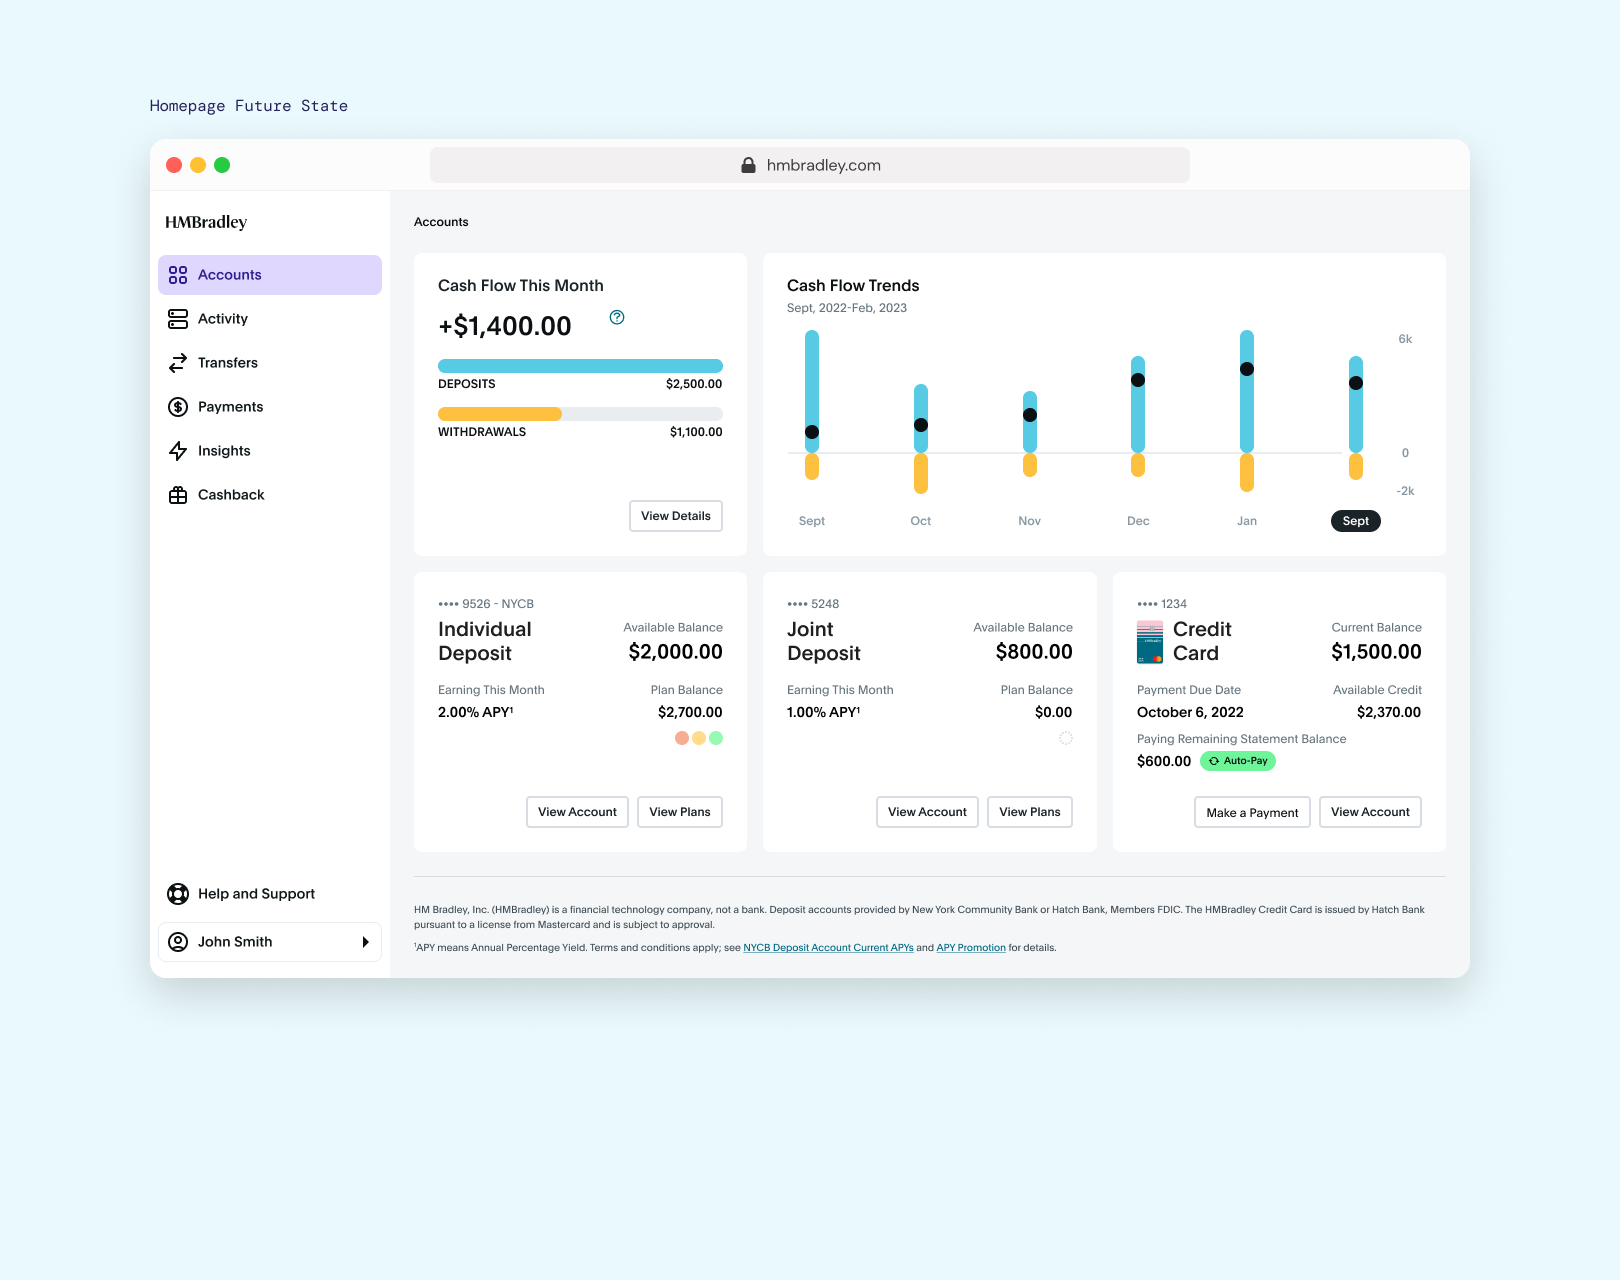 Homepage Future State
hmbradley.com
HMBradley
Accounts
Activity
Transfers
Payments
Insights
Cashback
Help and Support
John Smith
Accounts
Cash Flow This Month
+$1,400.00
DEPOSITS $2,500.00
WITHDRAWALS $1,100.00
View Details
Cash Flow Trends
Sept, 2022-Feb, 2023
6k
0
-2k
Sept Oct Nov Dec Jan Sept
•••• 9526 - NYCB
Individual
Deposit
Available Balance
$2,000.00
Earning This Month Plan Balance
2.00% APY¹ $2,700.00
View Account View Plans
•••• 5248
Joint
Deposit
Available Balance
$800.00
Earning This Month Plan Balance
1.00% APY¹ $0.00
View Account View Plans
•••• 1234
Credit
Card
Current Balance
$1,500.00
Payment Due Date Available Credit
October 6, 2022 $2,370.00
Paying Remaining Statement Balance
$600.00 Auto-Pay
Make a Payment View Account
HM Bradley, Inc. (HMBradley) is a financial technology company, not a bank. Deposit accounts provided by New York Community Bank or Hatch Bank, Members FDIC. The HMBradley Credit Card is issued by Hatch Bank
pursuant to a license from Mastercard and is subject to approval.
¹APY means Annual Percentage Yield. Terms and conditions apply; see NYCB Deposit Account Current APYs and APY Promotion for details.